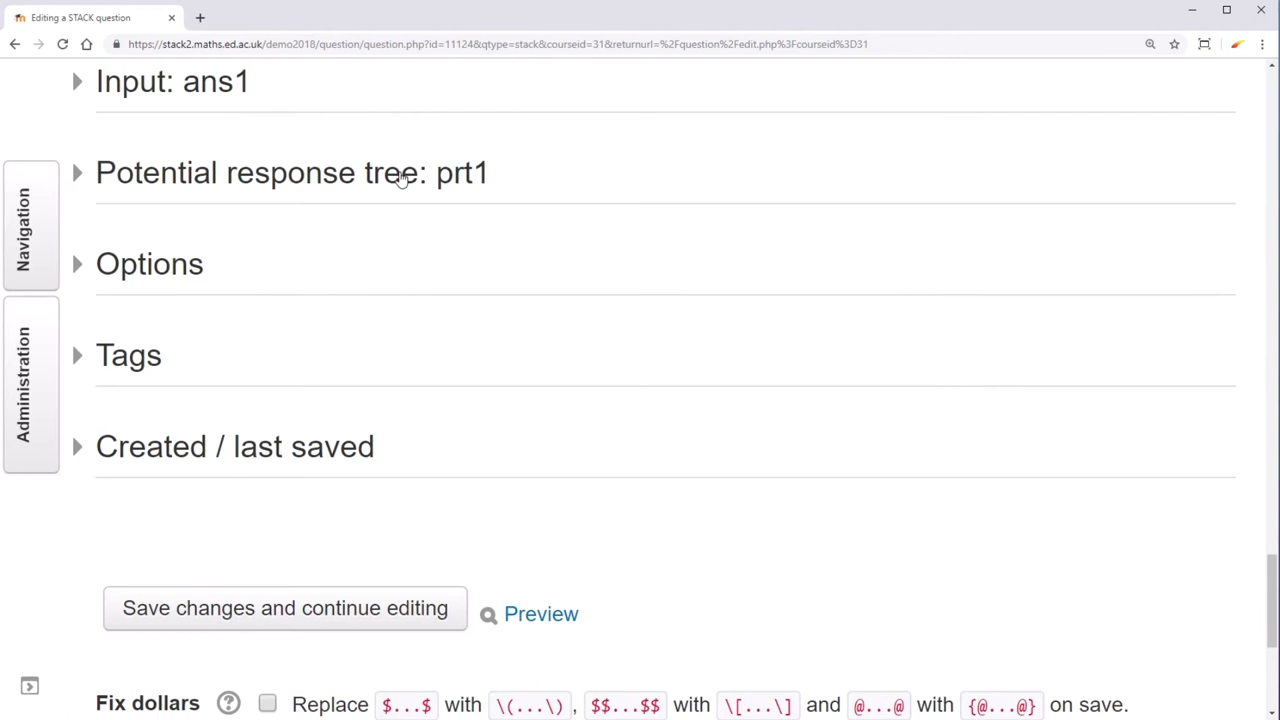 Editing a STACK question
https://stack2.maths.ed.ac.uk/demo2018/question/question.php?id=11124&qtype=stack&courseid=31&returnurl=%2Fquestion%2Fedit.php%3Fcourseid%3D31
Input: ans1
Potential response tree: prt1
Navigation
Options
Administration
Tags
Created / last saved
Save changes and continue editing Preview
Fix dollars Replace $...$ with \(...\), $$...$$ with \[...\] and @...@ with {@...@} on save.